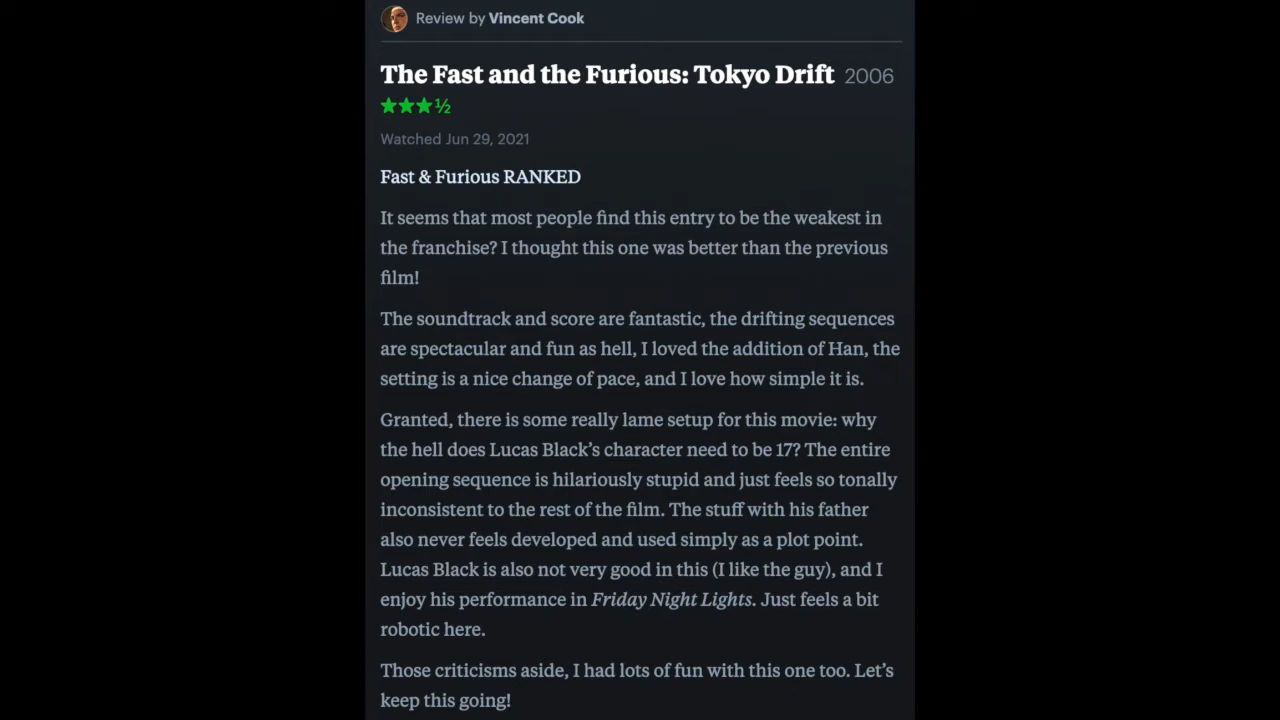 Review by Vincent Cook
The Fast and the Furious: Tokyo Drift 2006
★★★½
Watched Jun 29, 2021
Fast & Furious RANKED
It seems that most people find this entry to be the weakest in
the franchise? I thought this one was better than the previous
film!
The soundtrack and score are fantastic, the drifting sequences
are spectacular and fun as hell, I loved the addition of Han, the
setting is a nice change of pace, and I love how simple it is.
Granted, there is some really lame setup for this movie: why
the hell does Lucas Black’s character need to be 17? The entire
opening sequence is hilariously stupid and just feels so tonally
inconsistent to the rest of the film. The stuff with his father
also never feels developed and used simply as a plot point.
Lucas Black is also not very good in this (I like the guy), and I
enjoy his performance in Friday Night Lights. Just feels a bit
robotic here.
Those criticisms aside, I had lots of fun with this one too. Let’s
keep this going!